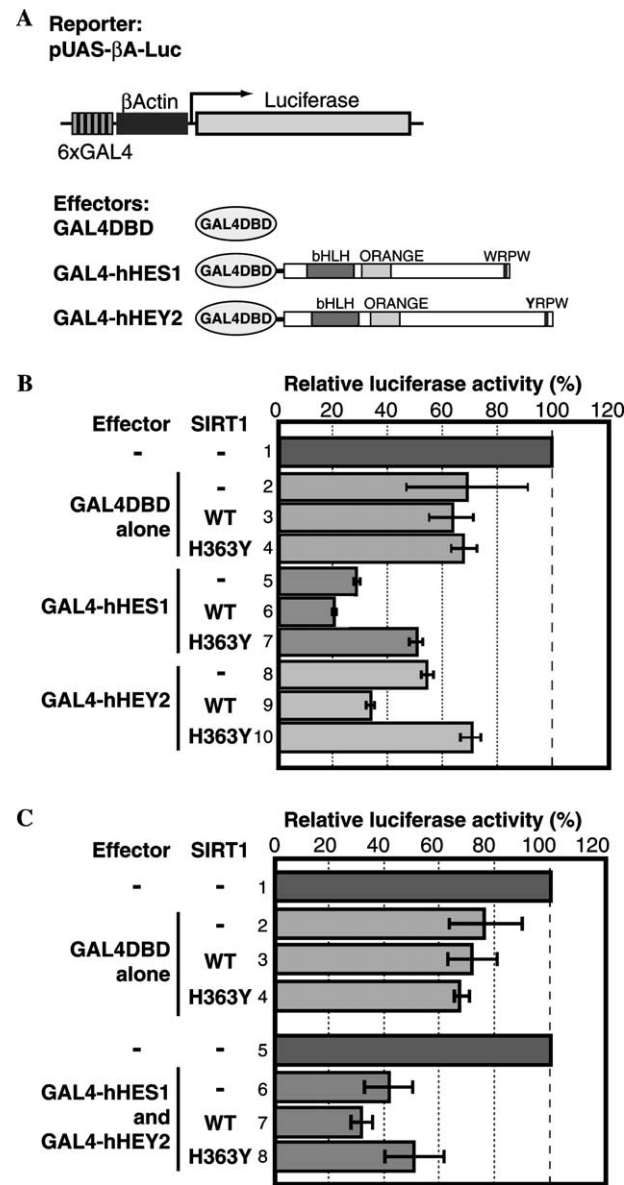 A
Reporter:
pUAS-βA-Luc
βActin
Luciferase
6xGAL4
Effectors:
GAL4DBD
GAL4DBD
bHLH ORANGE WRPW
GAL4-hHES1
GAL4DBD
bHLH ORANGE YRPW
GAL4-hHEY2
GAL4DBD
B
Relative luciferase activity (%)
Effector SIRT1
0 20 40 60 80 100 120
- - 1
GAL4DBD
alone
- 2
WT 3
H363Y 4
GAL4-hHES1
- 5
WT 6
H363Y 7
GAL4-hHEY2
- 8
WT 9
H363Y 10
C
Relative luciferase activity (%)
Effector SIRT1
0 20 40 60 80 100 120
- - 1
GAL4DBD
alone
- 2
WT 3
H363Y 4
- - 5
GAL4-hHES1
and
GAL4-hHEY2
- 6
WT 7
H363Y 8